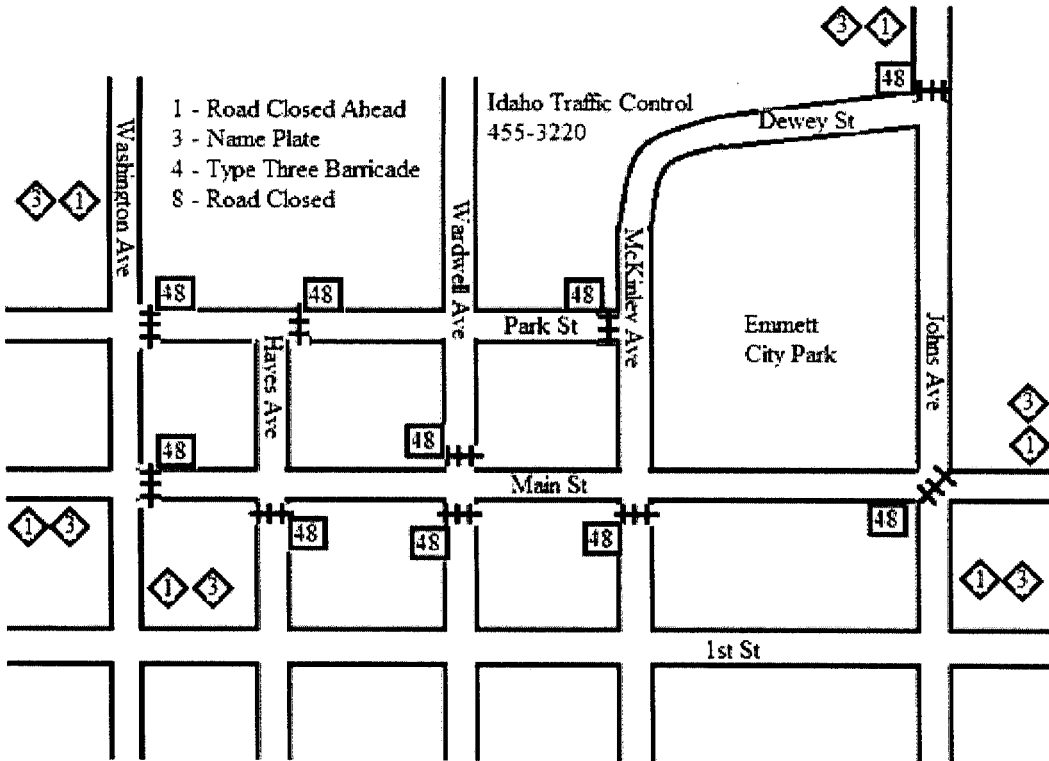 3 1
48
1 - Road Closed Ahead
3 - Name Plate
4 - Type Three Barricade
8 - Road Closed
Idaho Traffic Control
455-3220
Dewey St
Washington Ave
3 1
Wardwell Ave
McKinley Ave
48
48
48
Park St
Hayes Ave
Emmett
City Park
Johns Ave
3
1
48
48
Main St
1 3
48
48
48
48
1 3
1 3
1st St